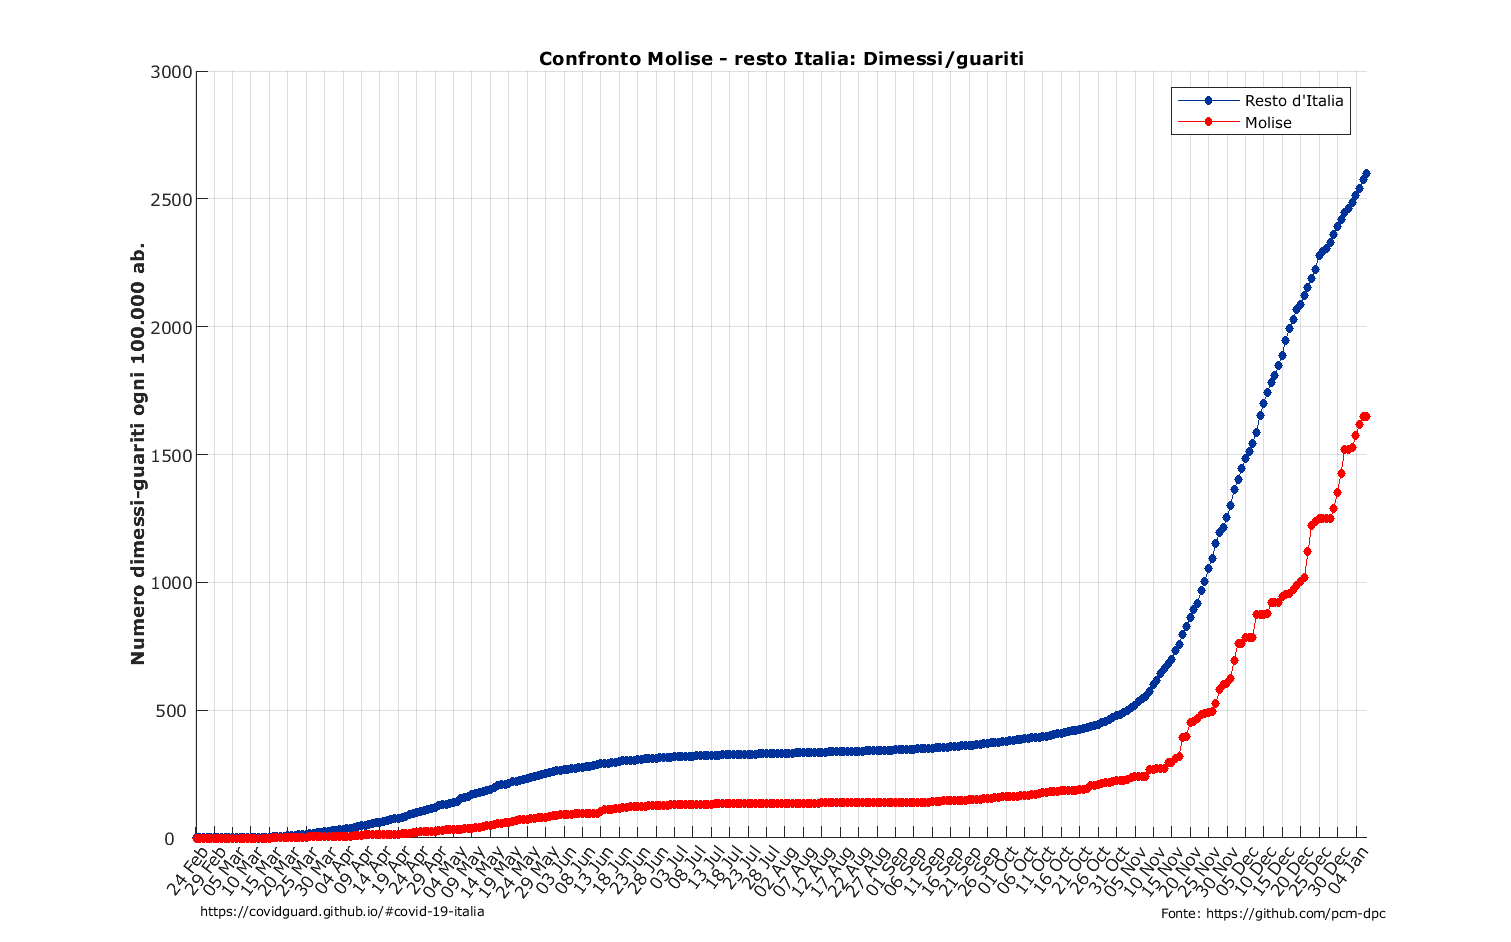 Confronto Molise - resto Italia: Dimessi/guariti
Resto d'Italia
Molise
Numero dimessi-guariti ogni 100.000 ab.
3000
2500
2000
1500
1000
500
0
24 Feb
29 Feb
05 Mar
10 Mar
15 Mar
20 Mar
25 Mar
30 Mar
04 Apr
09 Apr
14 Apr
19 Apr
24 Apr
29 Apr
04 May
09 May
14 May
19 May
24 May
29 May
03 Jun
08 Jun
13 Jun
18 Jun
23 Jun
28 Jun
03 Jul
08 Jul
13 Jul
18 Jul
23 Jul
28 Jul
02 Aug
07 Aug
12 Aug
17 Aug
22 Aug
27 Aug
01 Sep
06 Sep
11 Sep
16 Sep
21 Sep
26 Sep
01 Oct
06 Oct
11 Oct
16 Oct
21 Oct
26 Oct
31 Oct
05 Nov
10 Nov
15 Nov
20 Nov
25 Nov
30 Nov
05 Dec
10 Dec
15 Dec
20 Dec
25 Dec
30 Dec
04 Jan
https://covidguard.github.io/#covid-19-italia
Fonte: https://github.com/pcm-dpc